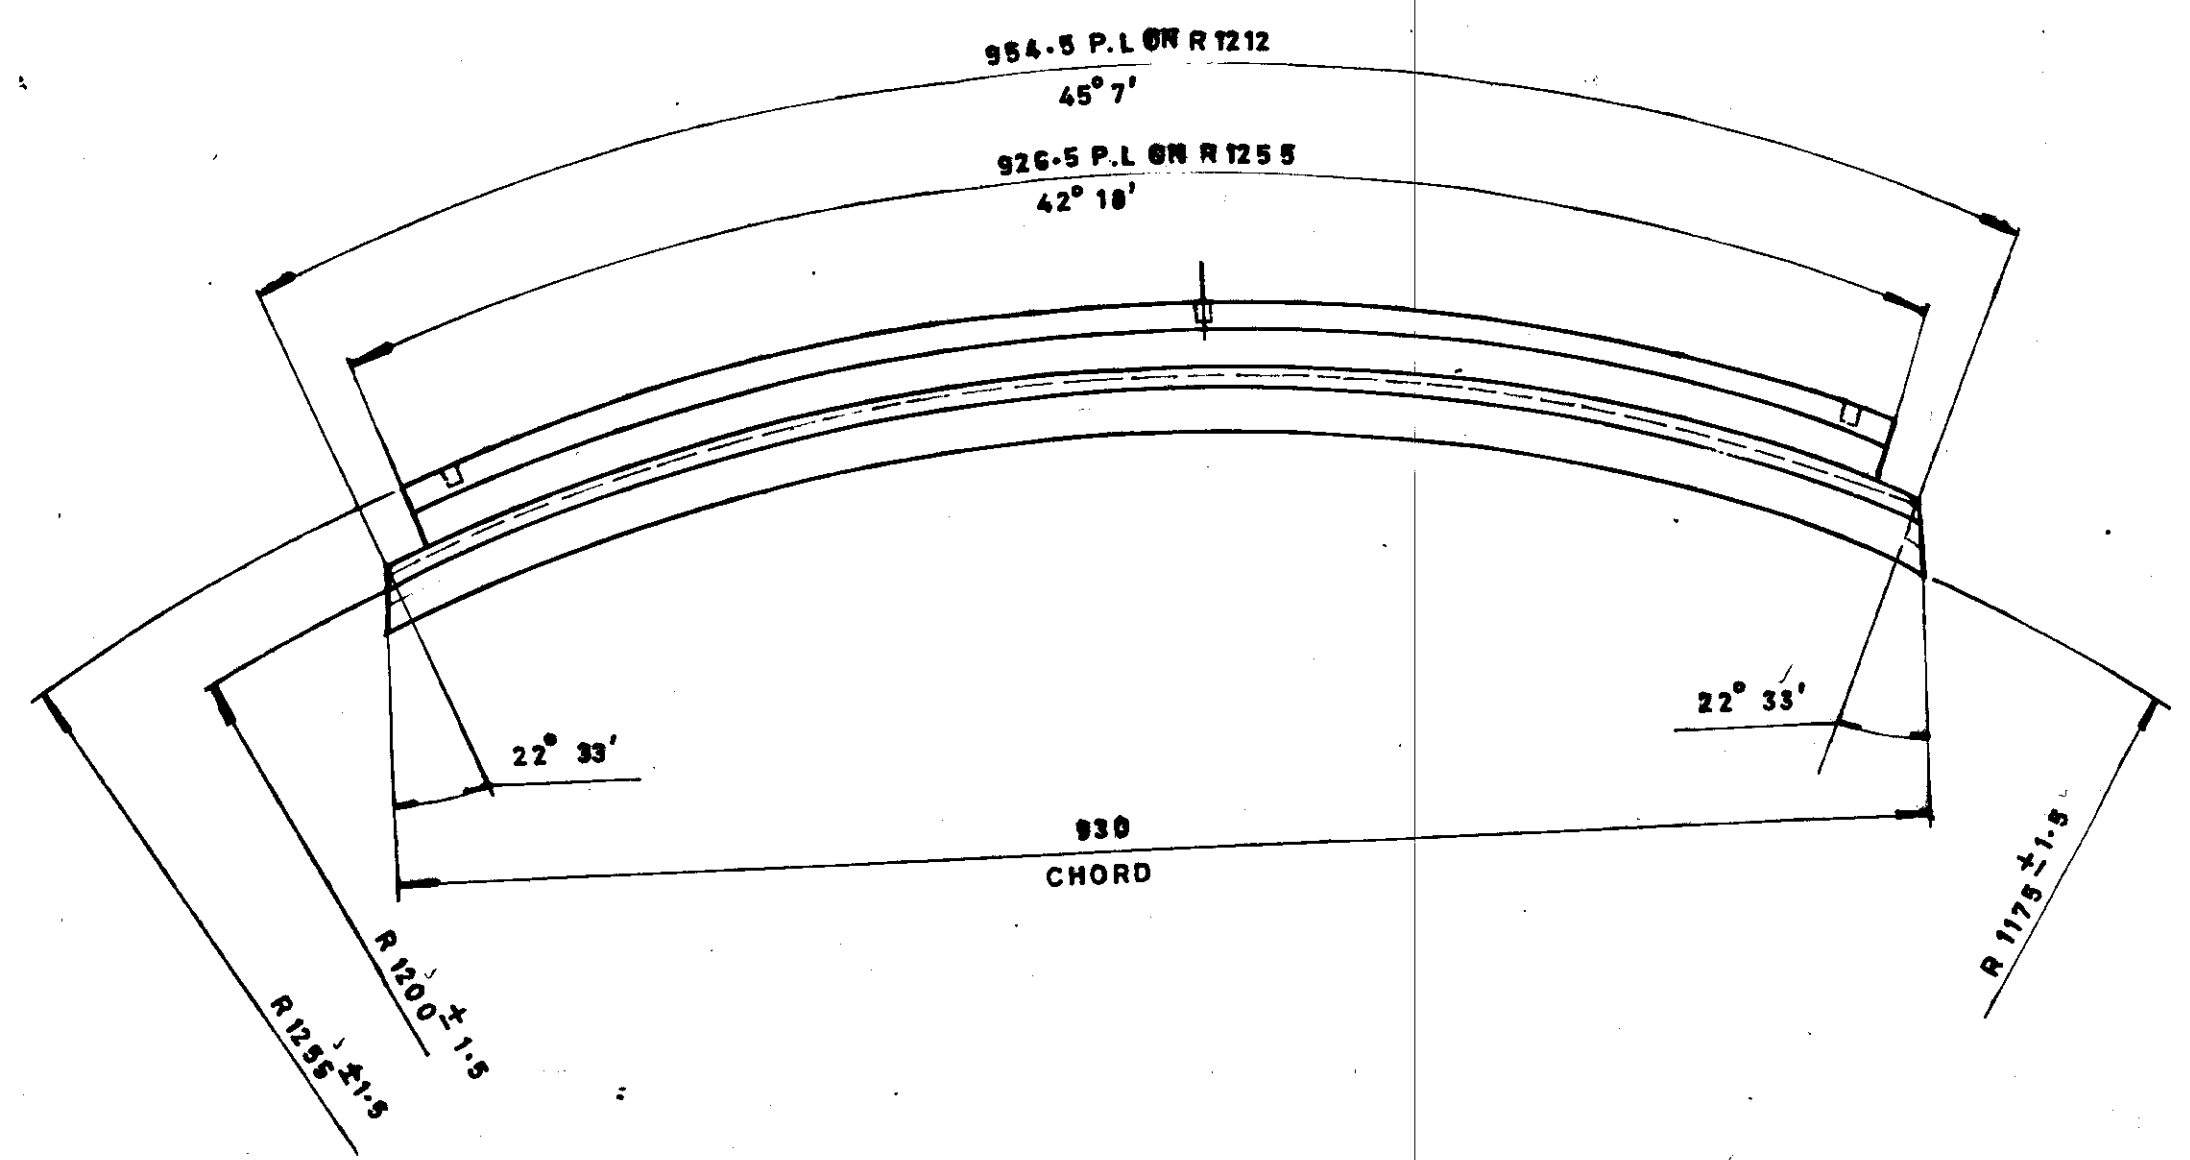 954.5 P.L ON R 1212
45° 7'
926.5 P.L ON R 1255
42° 18'
22° 33'
22° 33'
930
CHORD
R 1255 ±1.5
R 1200 ± 1.5
R 1175 ±1.5